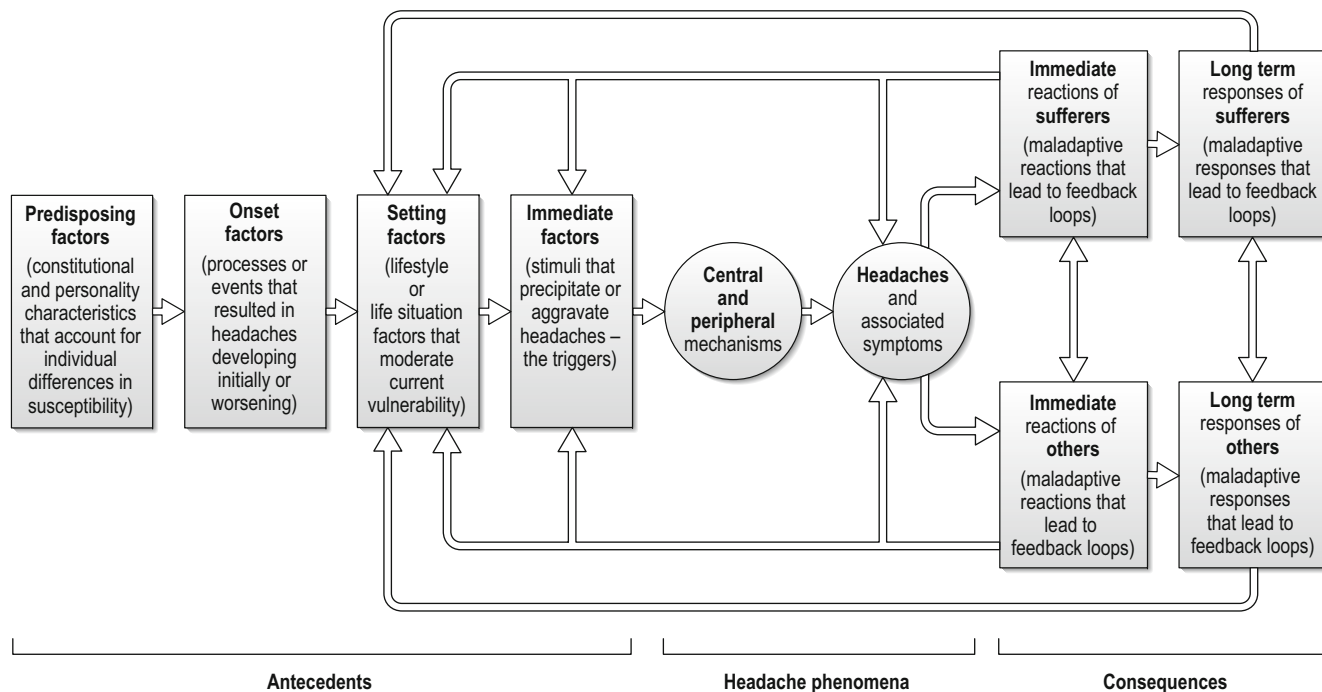 Predisposing
factors
(constitutional
and personality
characteristics
that account for
individual
differences in
susceptibility)
Onset
factors
(processes or
events that
resulted in
headaches
developing
initially or
worsening)
Setting
factors
(lifestyle
or
life situation
factors that
moderate
current
vulnerability)
Immediate
factors
(stimuli that
precipitate or
aggravate
headaches –
the triggers)
Central
and
peripheral
mechanisms
Headaches
and
associated
symptoms
Immediate
reactions of
sufferers
(maladaptive
reactions that
lead to feedback
loops)
Long term
responses of
sufferers
(maladaptive
responses that
lead to feedback
loops)
Immediate
reactions of
others
(maladaptive
reactions that
lead to
feedback loops)
Long term
responses of
others
(maladaptive
responses
that lead to
feedback loops)
Antecedents
Headache phenomena
Consequences